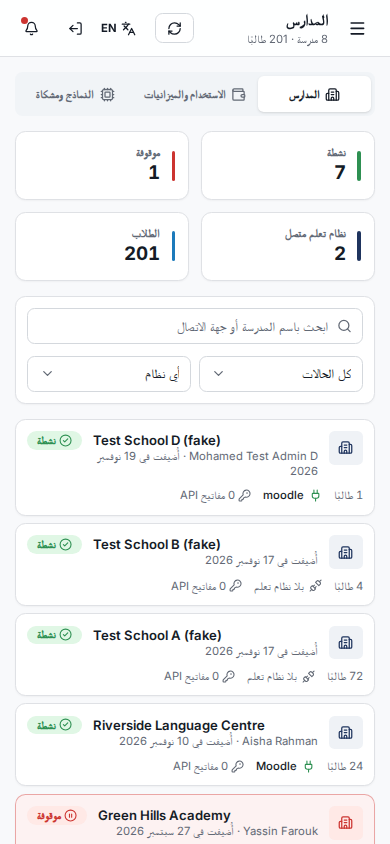 المدارس
8 مدرسة · 201 طالبًا
EN
المدارس
الاستخدام والميزانيات
النماذج ومشكاة
نشطة
7
موقوفة
1
نظام تعلم متصل
2
الطلاب
201
ابحث باسم المدرسة أو جهة الاتصال
كل الحالات
أي نظام
Test School D (fake)
نشطة
Mohamed Test Admin D · أُضيفت في 19 نوفمبر
2026
1 طالبًا
moodle
0 مفاتيح API
Test School B (fake)
نشطة
أُضيفت في 17 نوفمبر 2026
4 طالبًا
بلا نظام تعلم
0 مفاتيح API
Test School A (fake)
نشطة
أُضيفت في 17 نوفمبر 2026
72 طالبًا
بلا نظام تعلم
0 مفاتيح API
Riverside Language Centre
نشطة
Aisha Rahman · أُضيفت في 10 نوفمبر 2026
24 طالبًا
Moodle
0 مفاتيح API
Green Hills Academy
موقوفة
Yassin Farouk · أُضيفت في 27 سبتمبر 2026